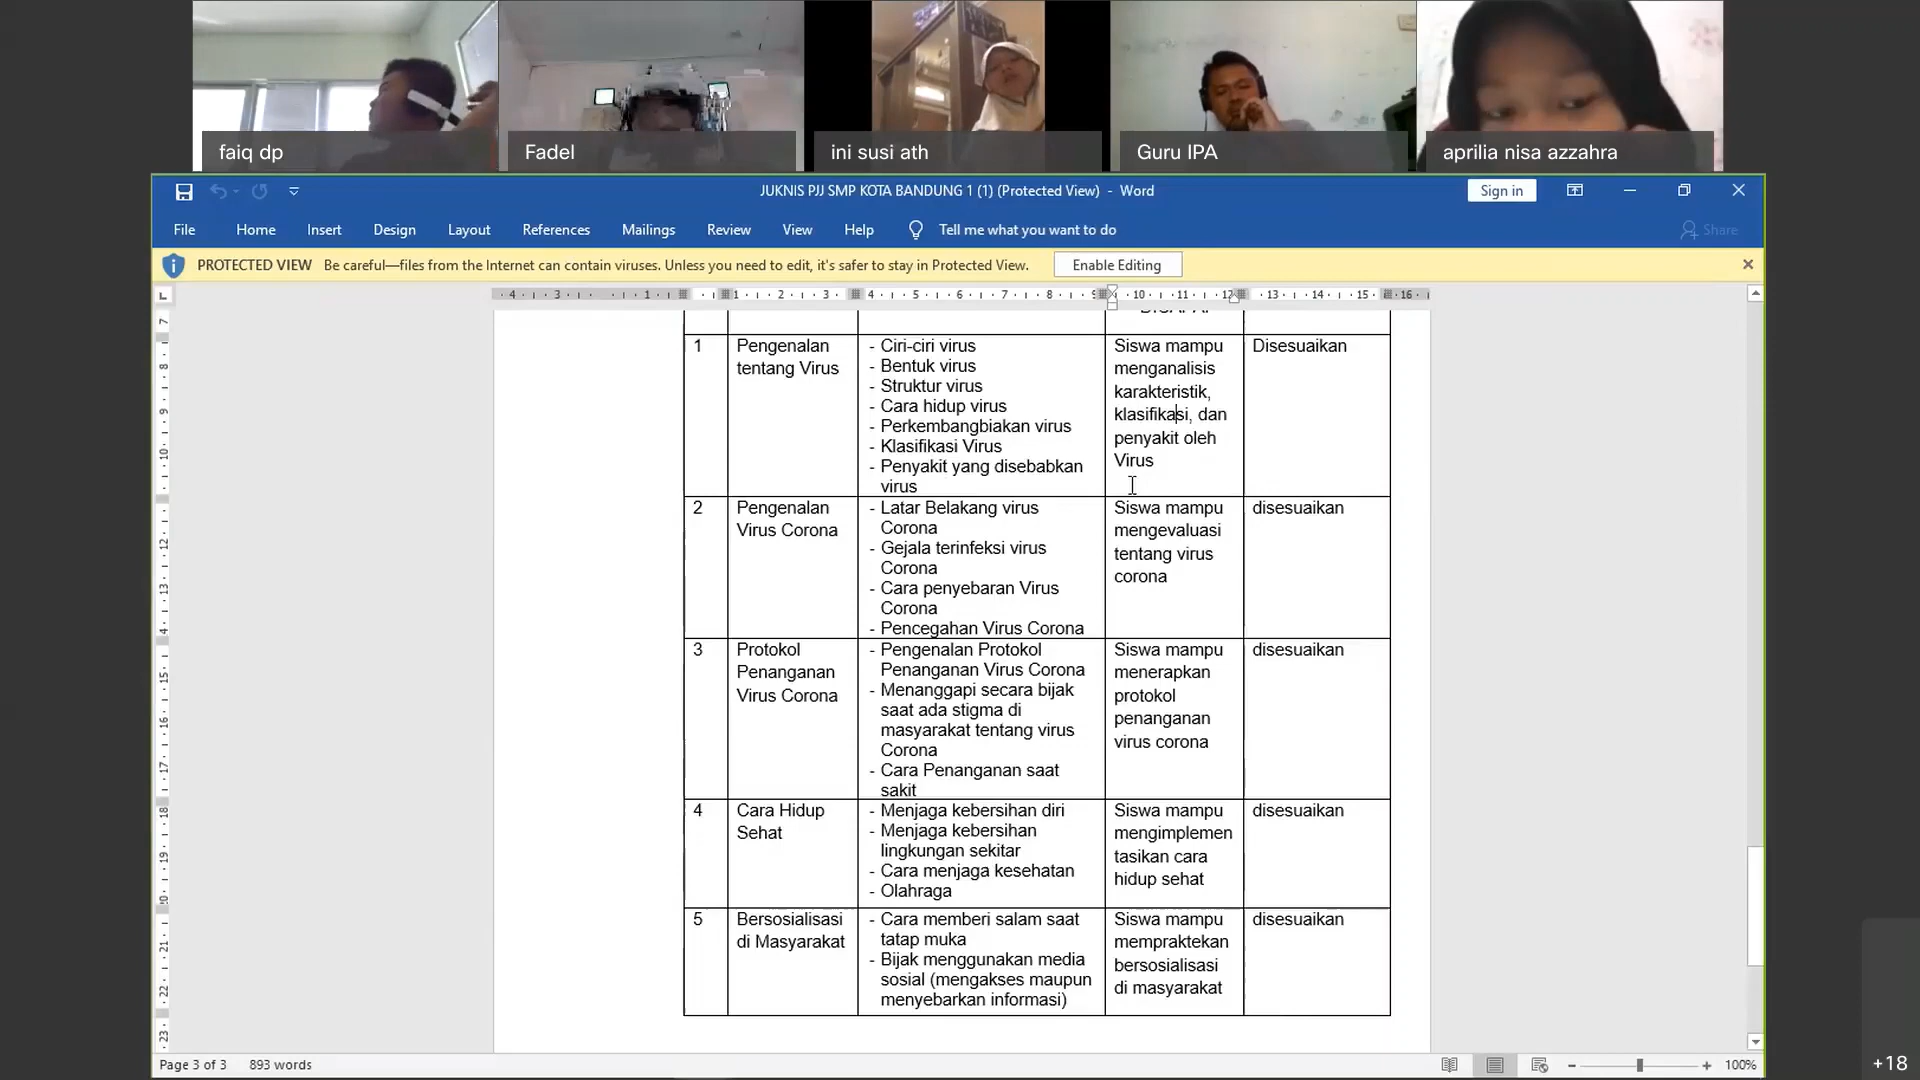 faiq dp
Fadel
ini susi ath
Guru IPA
aprilia nisa azzahra
JUKNIS PJJ SMP KOTA BANDUNG 1 (1) (Protected View) - Word
Sign in
File
Home
Insert
Design
Layout
References
Mailings
Review
View
Help
Tell me what you want to do
Share
PROTECTED VIEW Be careful—files from the Internet can contain viruses. Unless you need to edit, it's safer to stay in Protected View.
Enable Editing
1
Pengenalan
tentang Virus
- Ciri-ciri virus
- Bentuk virus
- Struktur virus
- Cara hidup virus
- Perkembangbiakan virus
- Klasifikasi Virus
- Penyakit yang disebabkan
virus
Siswa mampu
menganalisis
karakteristik,
klasifikasi, dan
penyakit oleh
Virus
Disesuaikan
2
Pengenalan
Virus Corona
- Latar Belakang virus
Corona
- Gejala terinfeksi virus
Corona
- Cara penyebaran Virus
Corona
- Pencegahan Virus Corona
Siswa mampu
mengevaluasi
tentang virus
corona
disesuaikan
3
Protokol
Penanganan
Virus Corona
- Pengenalan Protokol
Penanganan Virus Corona
- Menanggapi secara bijak
saat ada stigma di
masyarakat tentang virus
Corona
- Cara Penanganan saat
sakit
Siswa mampu
menerapkan
protokol
penanganan
virus corona
disesuaikan
4
Cara Hidup
Sehat
- Menjaga kebersihan diri
- Menjaga kebersihan
lingkungan sekitar
- Cara menjaga kesehatan
- Olahraga
Siswa mampu
mengimplemen
tasikan cara
hidup sehat
disesuaikan
5
Bersosialisasi
di Masyarakat
- Cara memberi salam saat
tatap muka
- Bijak menggunakan media
sosial (mengakses maupun
menyebarkan informasi)
Siswa mampu
mempraktekan
bersosialisasi
di masyarakat
disesuaikan
Page 3 of 3
893 words
100%
+18